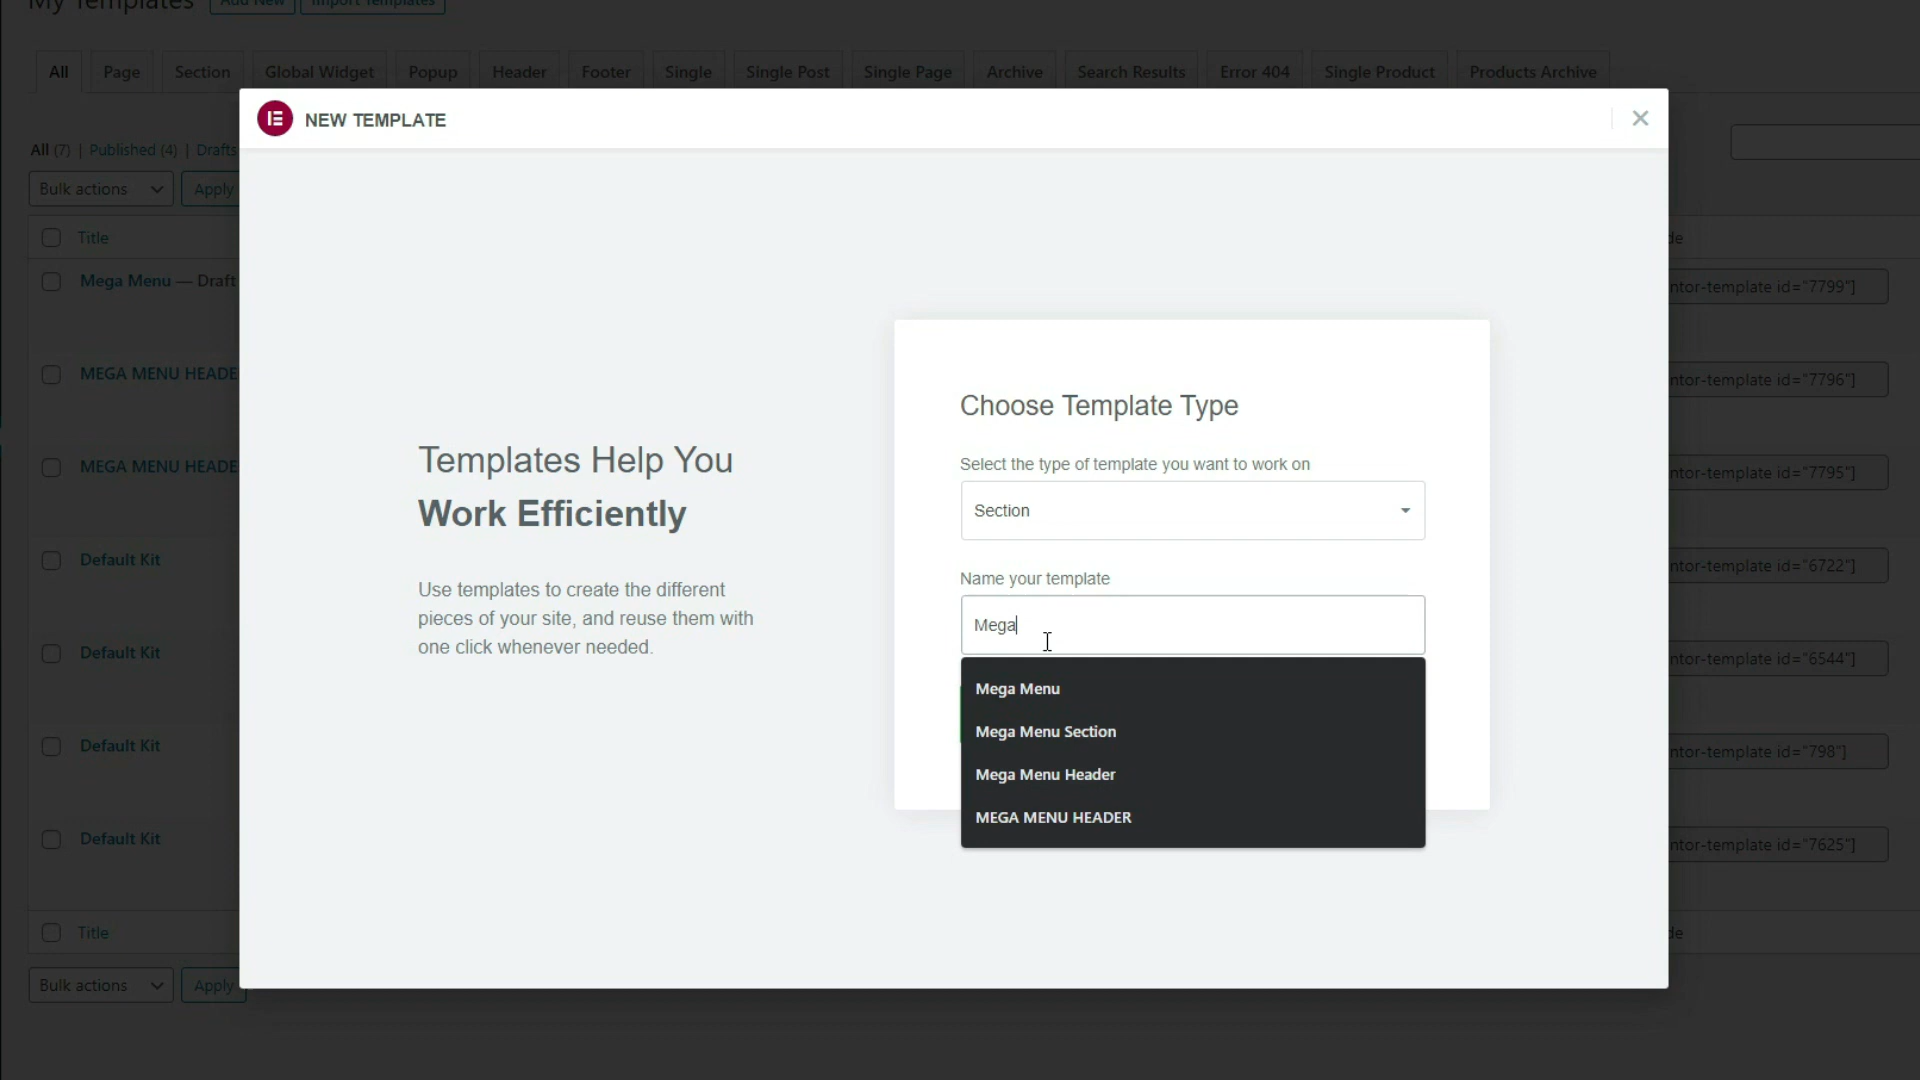 My Templates Add New Import Templates
All Page Section Global Widget Popup Header Footer Single Single Post Single Page Archive Search Results Error 404 Single Product Products Archive
NEW TEMPLATE
All (7) | Published (4) | Drafts
Bulk actions Apply
Title
Mega Menu — Draft
ntor-template id="7799"]
MEGA MENU HEADE
ntor-template id="7796"]
MEGA MENU HEADE
ntor-template id="7795"]
Default Kit
ntor-template id="6722"]
Default Kit
ntor-template id="6544"]
Default Kit
ntor-template id="798"]
Default Kit
ntor-template id="7625"]
Title
Bulk actions Apply
Templates Help You
Work Efficiently
Use templates to create the different
pieces of your site, and reuse them with
one click whenever needed.
Choose Template Type
Select the type of template you want to work on
Section
Name your template
Mega
Mega Menu
Mega Menu Section
Mega Menu Header
MEGA MENU HEADER